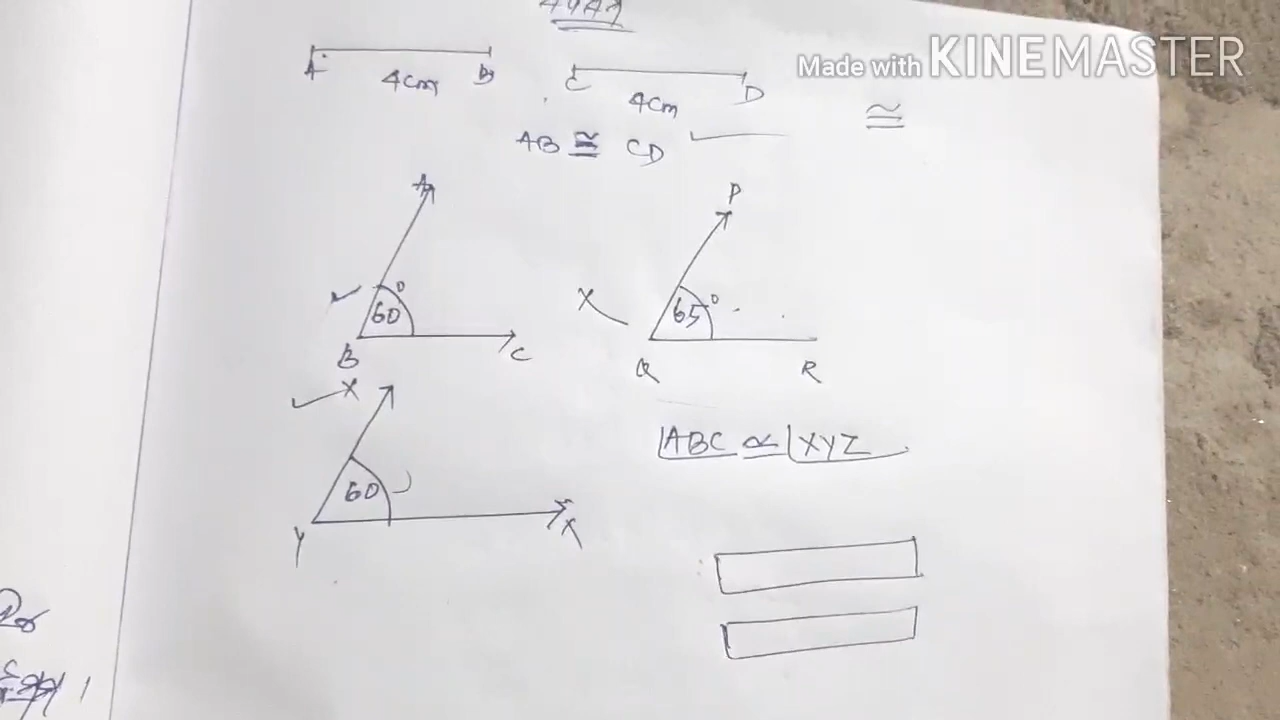 Made with KINEMASTER
A B C D
4cm 4cm
≅
AB ≅ CD
A P
60° 65°
B C Q R
X
∠ABC ≅ ∠XYZ
60
Y X